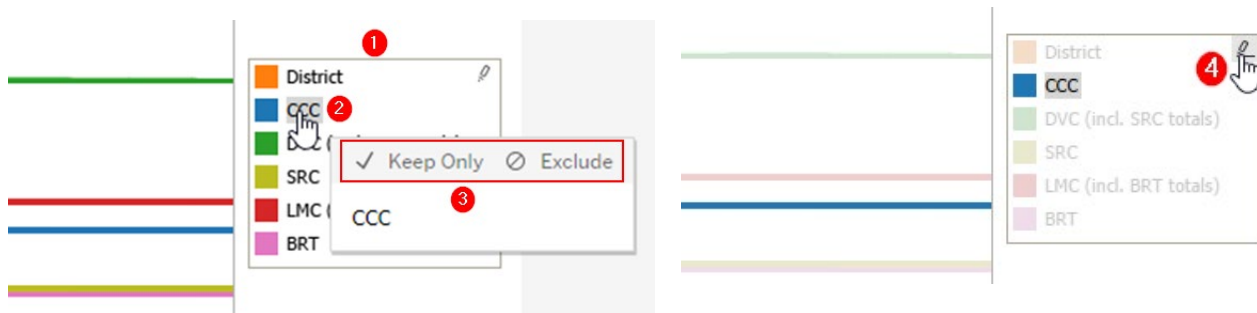 1
District
CCC
2
✓ Keep Only ⊘ Exclude
SRC
3
LMC (
CCC
BRT
District
4
CCC
DVC (incl. SRC totals)
SRC
LMC (incl. BRT totals)
BRT